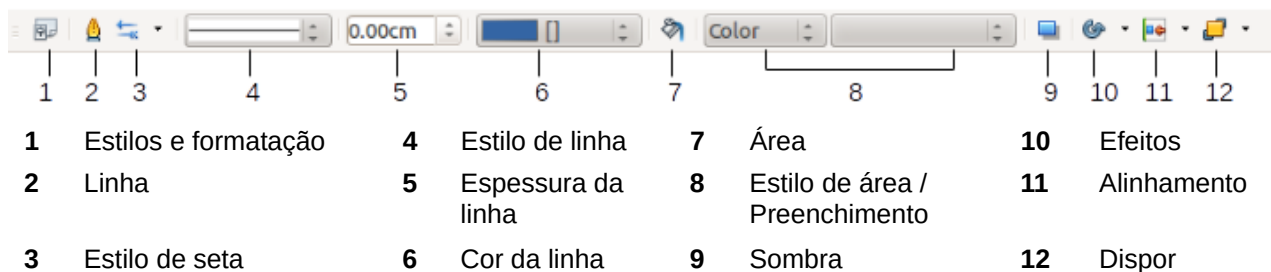 0.00cm [] Color
1 2 3 4 5 6 7 8 9 10 11 12
1 Estilos e formatação 4 Estilo de linha 7 Área 10 Efeitos
2 Linha 5 Espessura da linha 8 Estilo de área / Preenchimento 11 Alinhamento
3 Estilo de seta 6 Cor da linha 9 Sombra 12 Dispor